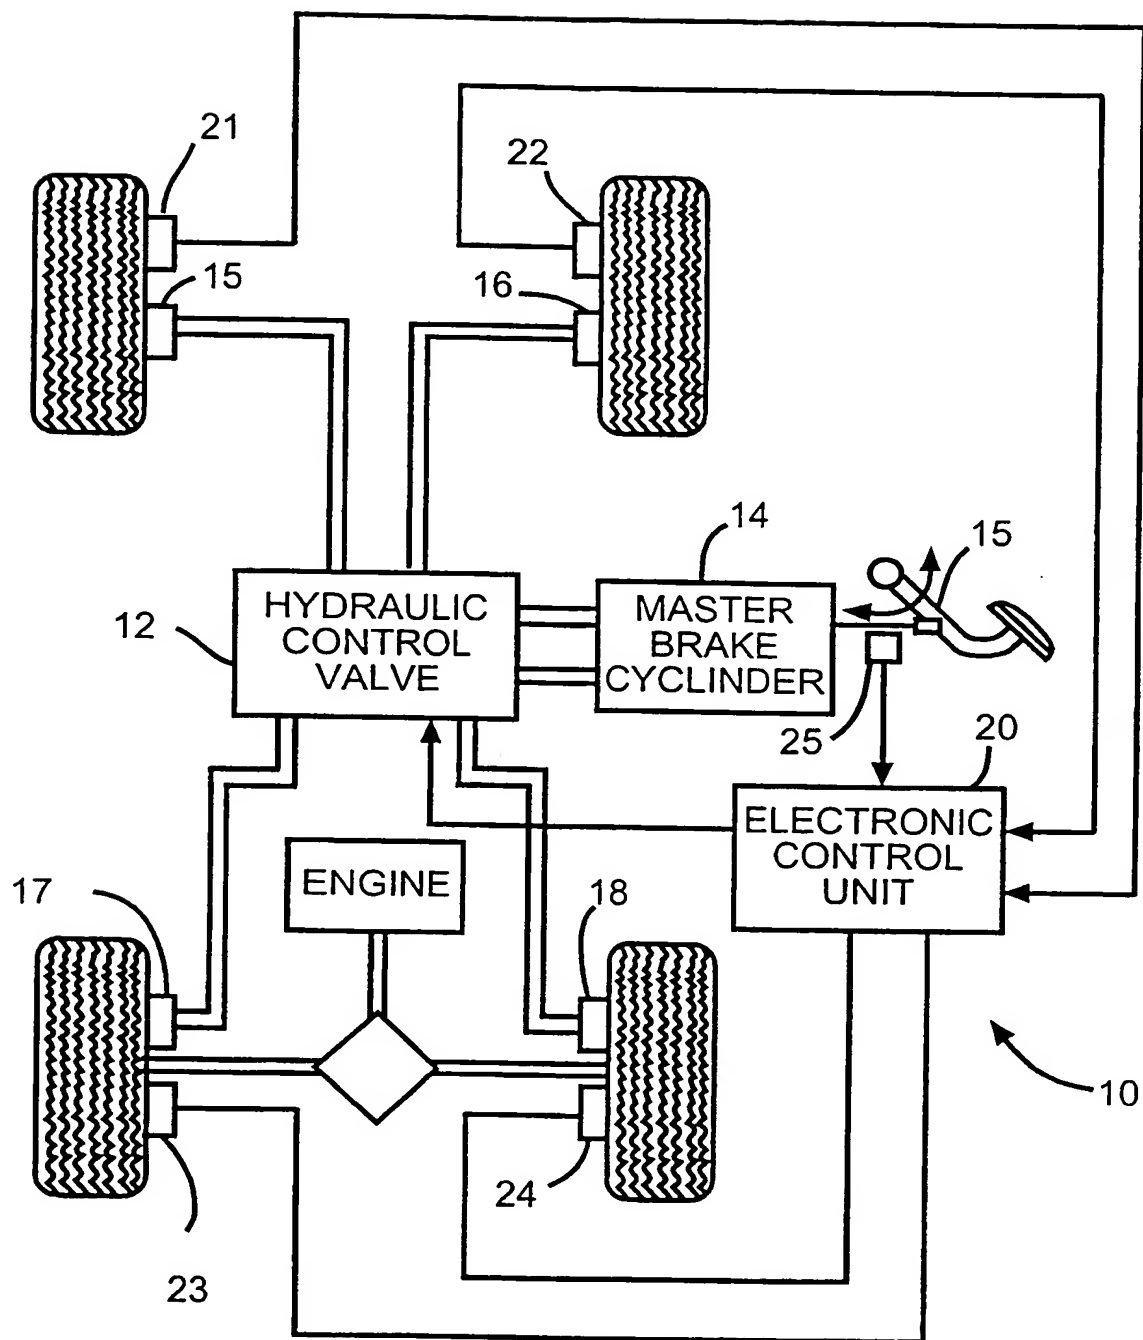 21
22
15
16
14
15
12
HYDRAULIC
CONTROL
VALVE
MASTER
BRAKE
CYCLINDER
25
20
ELECTRONIC
CONTROL
UNIT
ENGINE
17
18
10
24
23